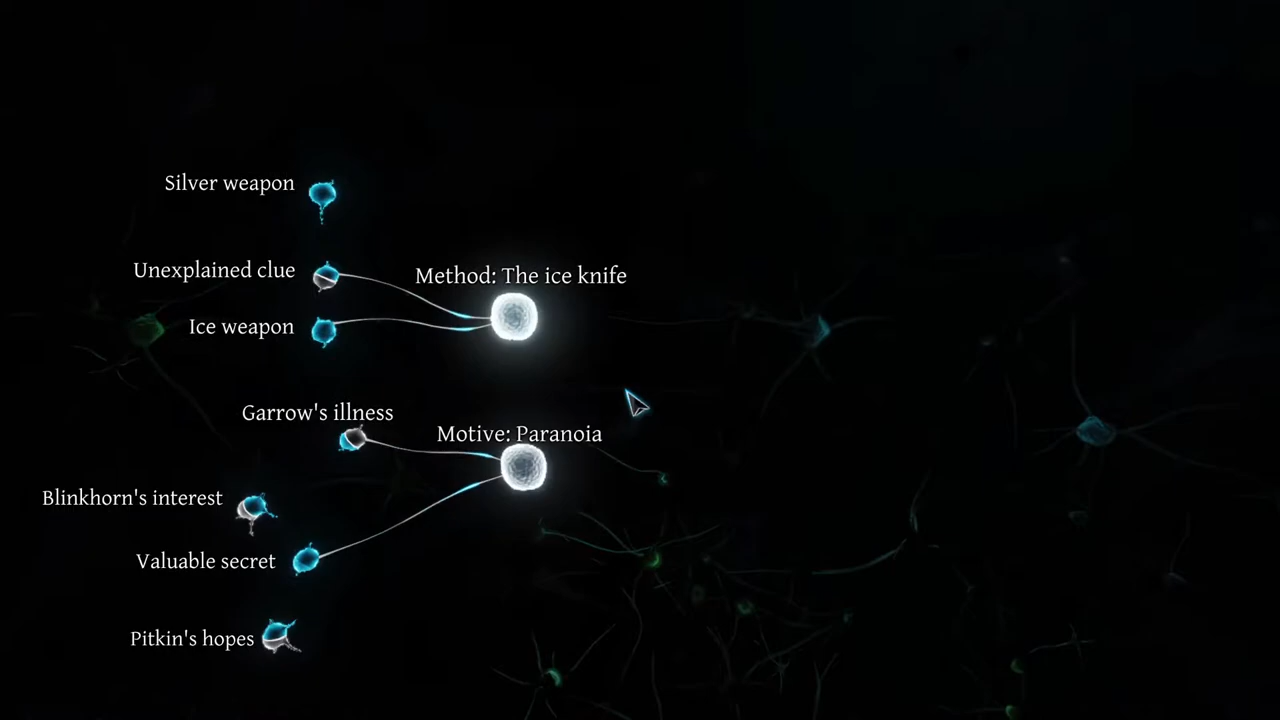 Silver weapon
Unexplained clue
Method: The ice knife
Ice weapon
Garrow's illness
Motive: Paranoia
Blinkhorn's interest
Valuable secret
Pitkin's hopes